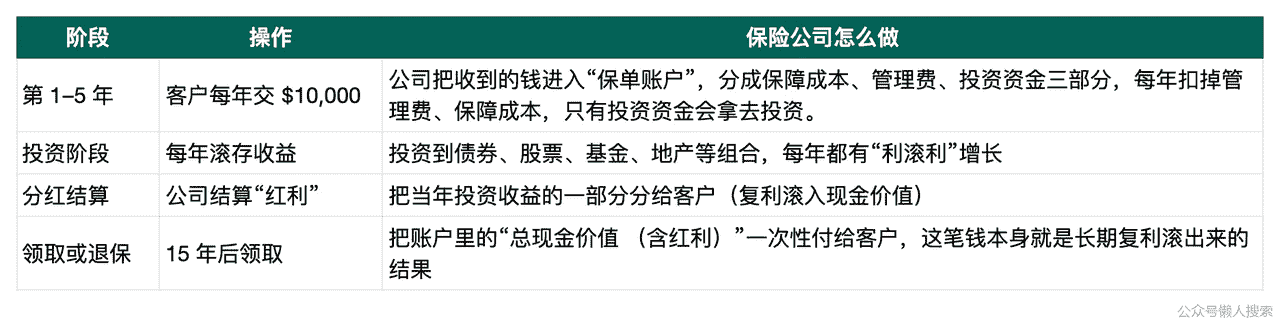 阶段 操作 保险公司怎么做
第 1–5 年 客户每年交 $10,000 公司把收到的钱进入“保单账户”，分成保障成本、管理费、投资资金三部分，每年扣掉管
理费、保障成本，只有投资资金会拿去投资。
投资阶段 每年滚存收益 投资到债券、股票、基金、地产等组合，每年都有“利滚利”增长
分红结算 公司结算“红利” 把当年投资收益的一部分分给客户（复利滚入现金价值）
领取或退保 15 年后领取 把账户里的“总现金价值 （含红利）”一次性付给客户，这笔钱本身就是长期复利滚出来的
结果
公众号懒人搜索